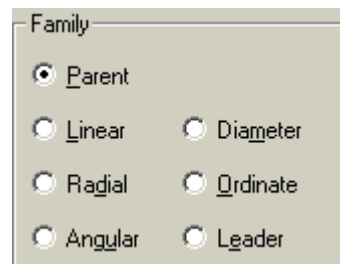 Family
Parent
Linear Diameter
Radial Ordinate
Angular Leader